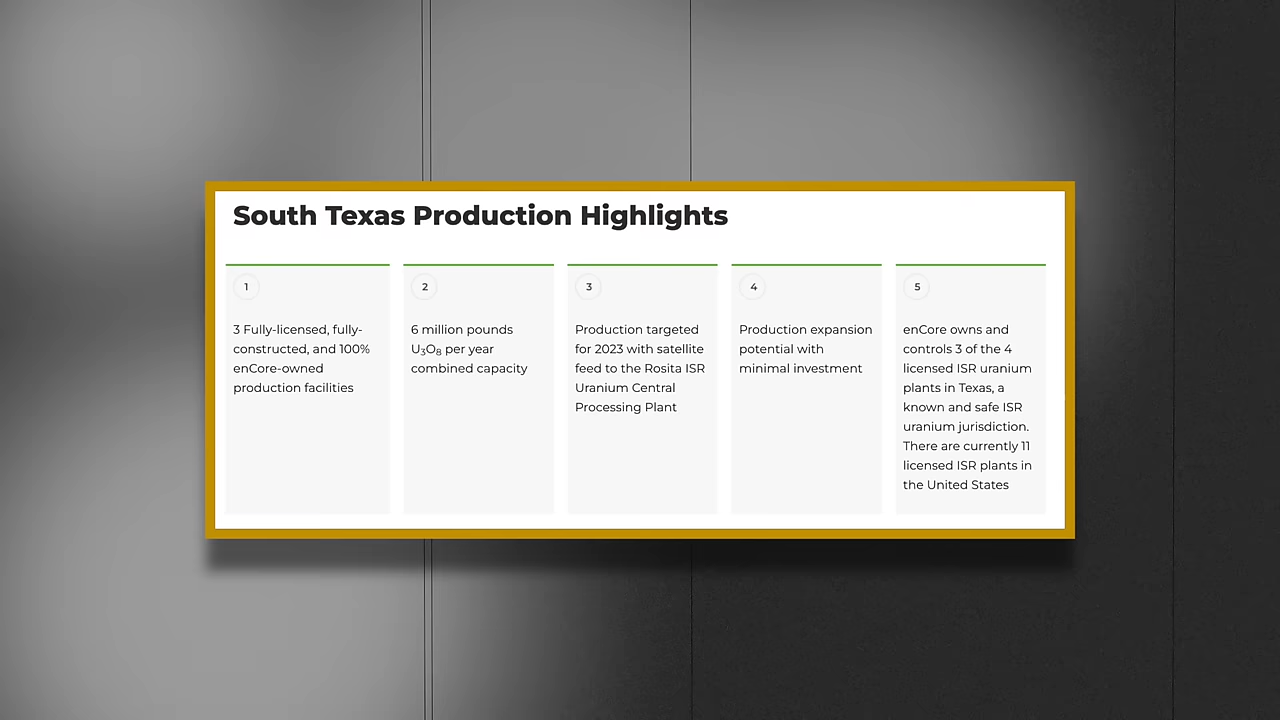 South Texas Production Highlights
1
3 Fully-licensed, fully-
constructed, and 100%
enCore-owned
production facilities
2
6 million pounds
U₃O₈ per year
combined capacity
3
Production targeted
for 2023 with satellite
feed to the Rosita ISR
Uranium Central
Processing Plant
4
Production expansion
potential with
minimal investment
5
enCore owns and
controls 3 of the 4
licensed ISR uranium
plants in Texas, a
known and safe ISR
uranium jurisdiction.
There are currently 11
licensed ISR plants in
the United States